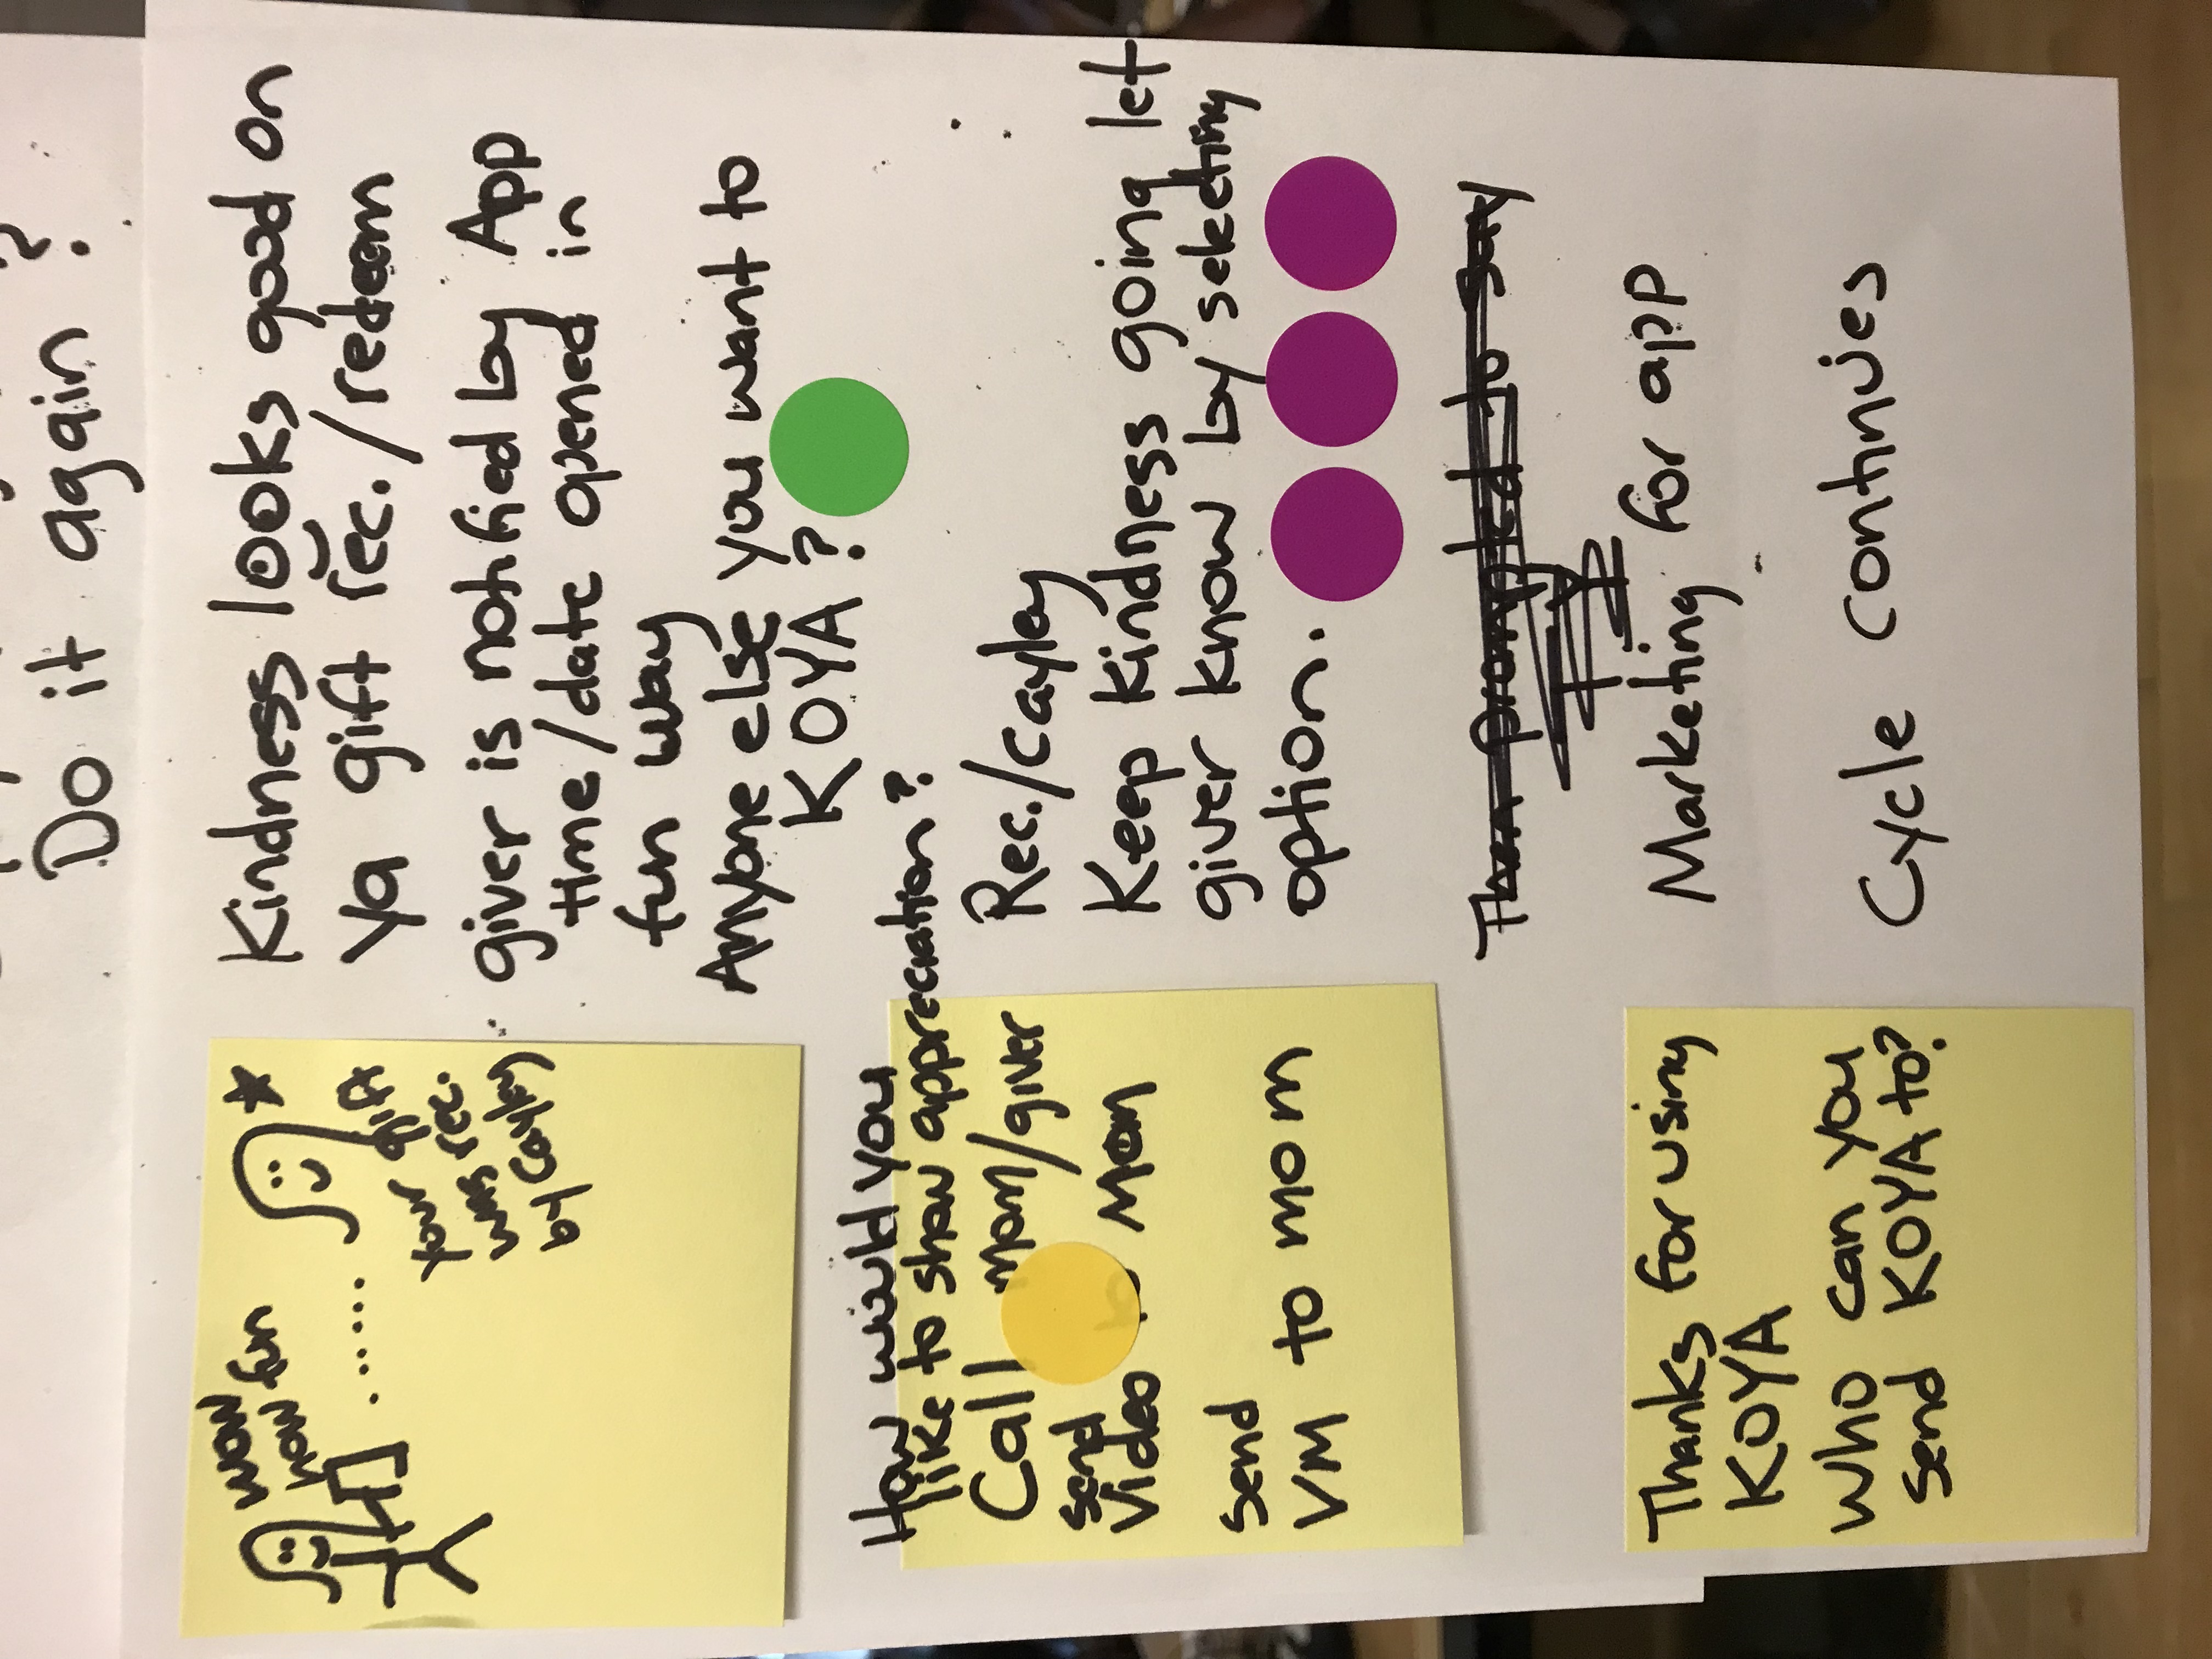 Do it again ?
wow
how fun
Your gift
was rec.
by Cayley
Kindness looks good on
ya gift rec./redeem
giver is notified by App
time/date opened in
fun way
Anyone else you want to
KOYA ?
How would you
like to show appreciation ?
Call mom/giver
send
Video to Mom
Send
VM to mom
Rec./Cayley
Keep Kindness going let
giver know by selecting
option.
Then prompted to say
TY
Thanks for using
KOYA
Who can you
send KOYA to?
Marketing for app
Cycle continues